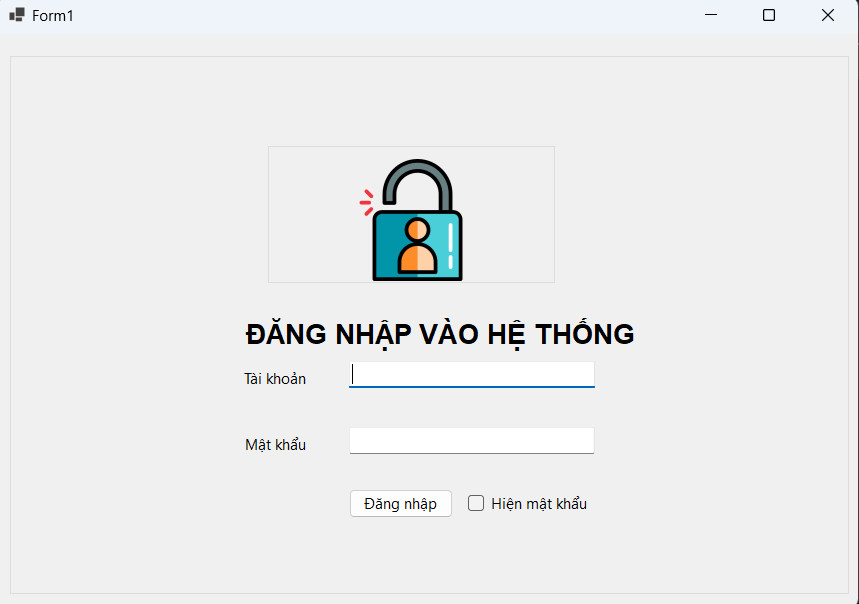 Form1
ĐĂNG NHẬP VÀO HỆ THỐNG
Tài khoản
Mật khẩu
Đăng nhập Hiện mật khẩu